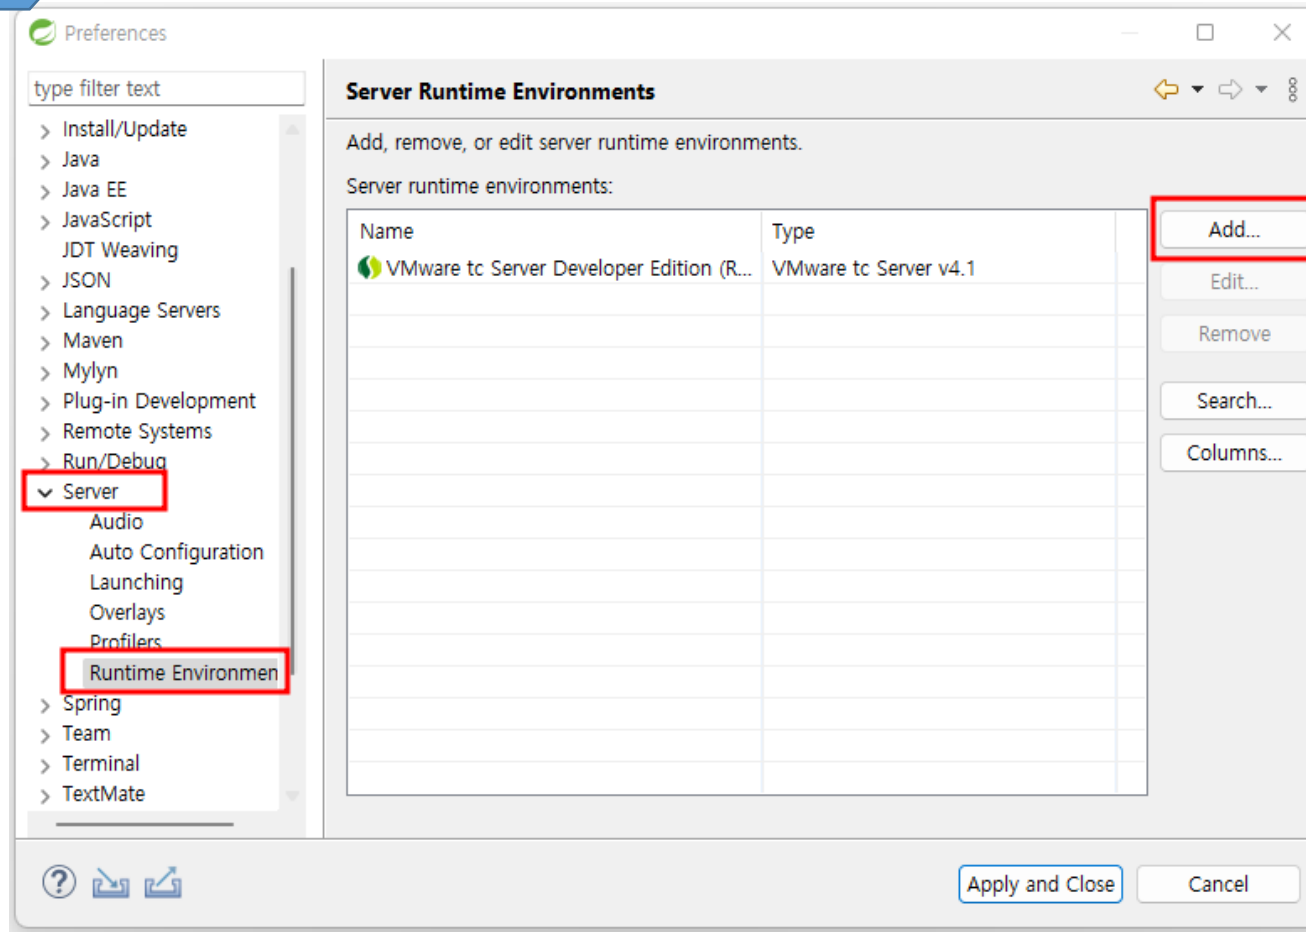 Preferences
type filter text
Install/Update
Java
Java EE
JavaScript
JDT Weaving
JSON
Language Servers
Maven
Mylyn
Plug-in Development
Remote Systems
Run/Debug
Server
Audio
Auto Configuration
Launching
Overlays
Profilers
Runtime Environmen
Spring
Team
Terminal
TextMate
Server Runtime Environments
Add, remove, or edit server runtime environments.
Server runtime environments:
Name Type
VMware tc Server Developer Edition (R... VMware tc Server v4.1
Add...
Edit...
Remove
Search...
Columns...
Apply and Close Cancel